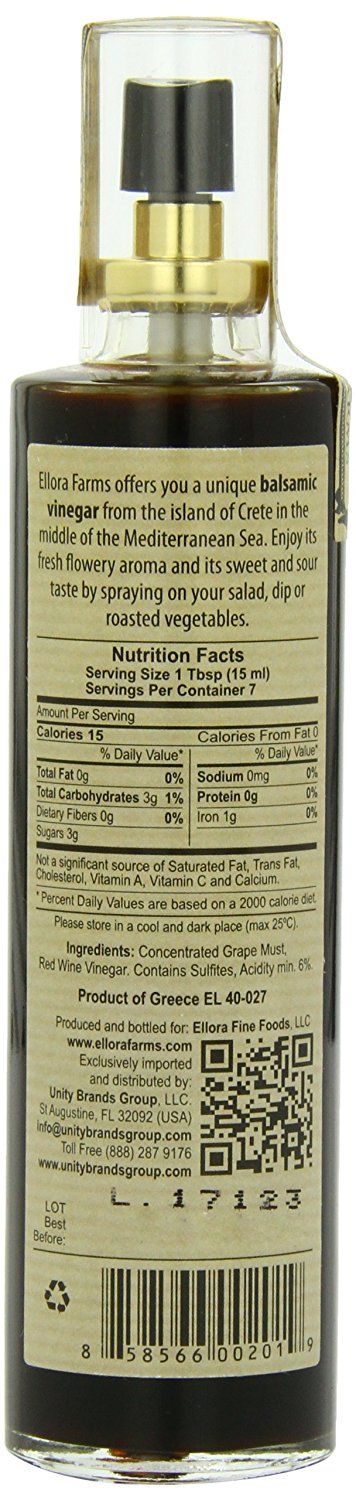 Ellora Farms offers you a unique balsamic
vinegar from the island of Crete in the
middle of the Mediterranean Sea. Enjoy its
fresh flowery aroma and its sweet and sour
taste by spraying on your salad, dip or
roasted vegetables.
Nutrition Facts
Serving Size 1 Tbsp (15 ml)
Servings Per Container 7
Amount Per Serving
Calories 15 Calories From Fat 0
% Daily Value* % Daily Value*
Total Fat 0g 0% Sodium 0mg 0%
Total Carbohydrates 3g 1% Protein 0g 0%
Dietary Fibers 0g 0% Iron 1g 0%
Sugars 3g
Not a significant source of Saturated Fat, Trans Fat,
Cholesterol, Vitamin A, Vitamin C and Calcium.
* Percent Daily Values are based on a 2000 calorie diet.
Please store in a cool and dark place (max 25ºC).
Ingredients: Concentrated Grape Must,
Red Wine Vinegar. Contains Sulfites, Acidity min. 6%.
Product of Greece EL 40-027
Produced and bottled for: Ellora Fine Foods, LLC
www.ellorafarms.com
Exclusively imported
and distributed by:
Unity Brands Group, LLC.
St Augustine, FL 32092 (USA)
info@unitybrandsgroup.com
Toll Free (888) 287 9176
www.unitybrandsgroup.com
L. 17123
LOT
Best
Before:
8 58566 00201 9